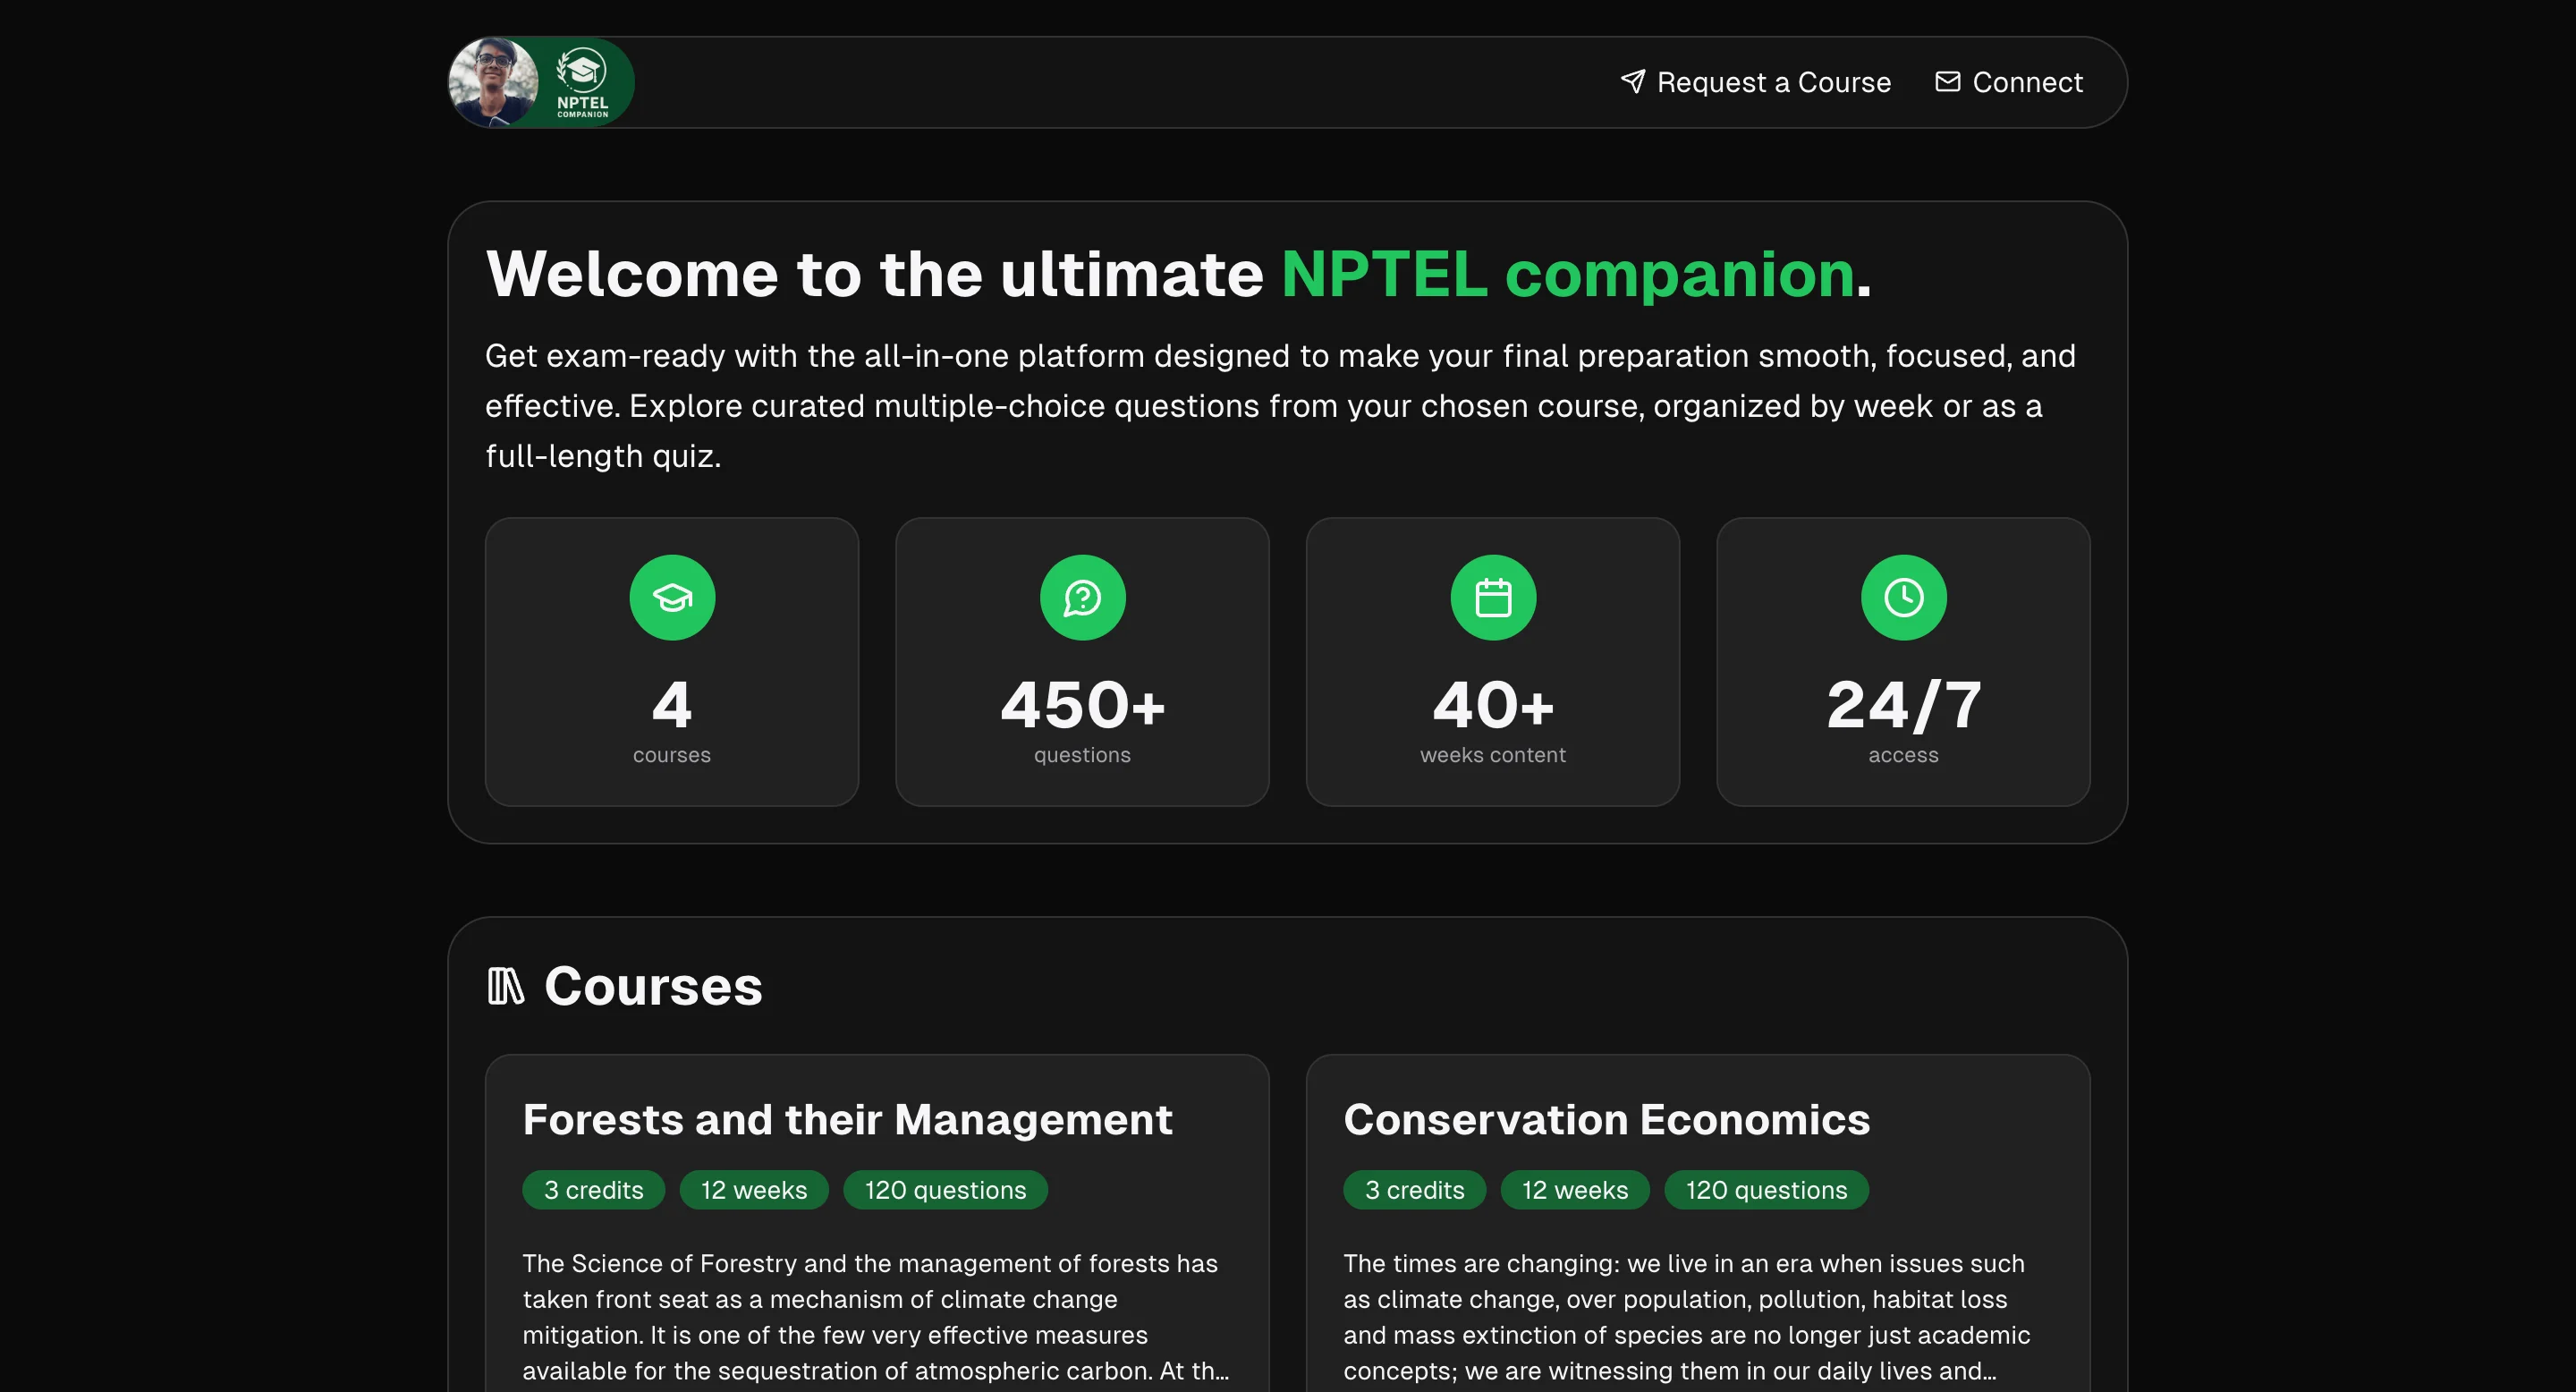 NPTEL
COMPANION
Request a Course
Connect
Welcome to the ultimate NPTEL companion.
Get exam-ready with the all-in-one platform designed to make your final preparation smooth, focused, and
effective. Explore curated multiple-choice questions from your chosen course, organized by week or as a
full-length quiz.
4
courses
450+
questions
40+
weeks content
24/7
access
Courses
Forests and their Management
3 credits
12 weeks
120 questions
The Science of Forestry and the management of forests has
taken front seat as a mechanism of climate change
mitigation. It is one of the few very effective measures
available for the sequestration of atmospheric carbon. At th...
Conservation Economics
3 credits
12 weeks
120 questions
The times are changing: we live in an era when issues such
as climate change, over population, pollution, habitat loss
and mass extinction of species are no longer just academic
concepts; we are witnessing them in our daily lives and...